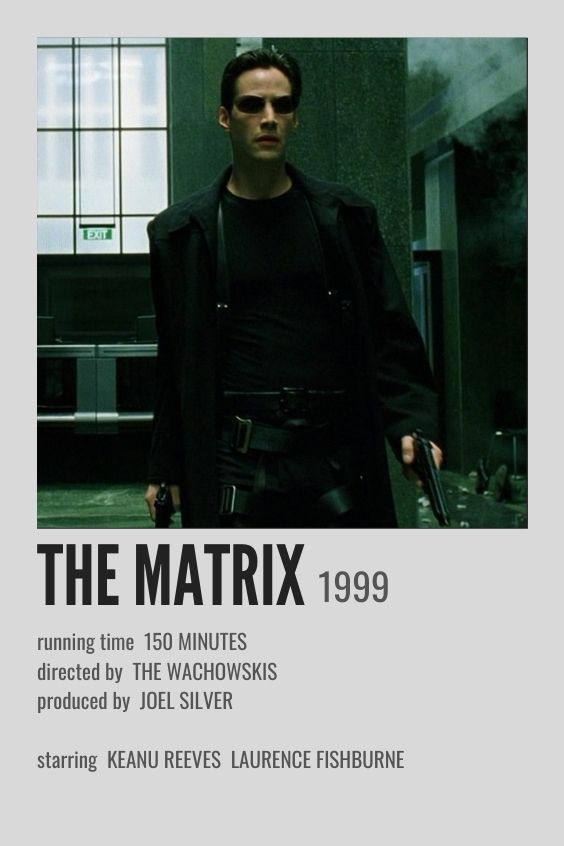 EXIT
THE MATRIX 1999
running time 150 MINUTES
directed by THE WACHOWSKIS
produced by JOEL SILVER
starring KEANU REEVES LAURENCE FISHBURNE